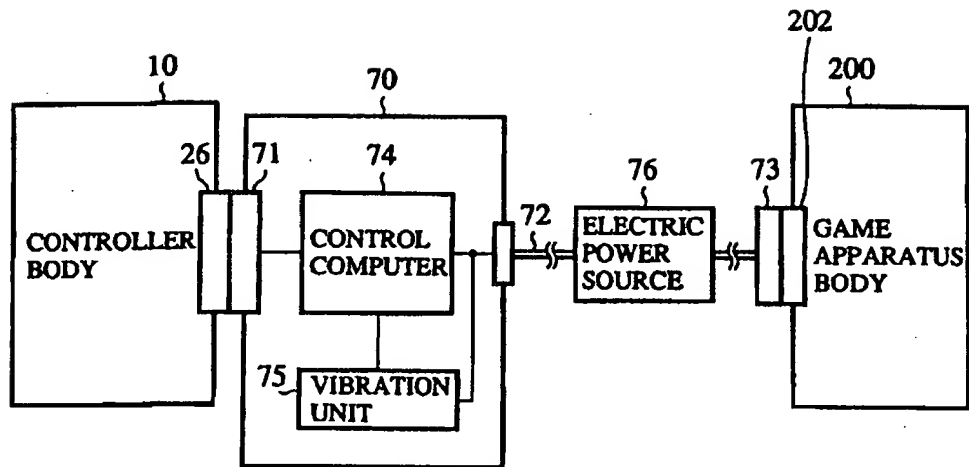 202
10
70
200
26
71
74
76
73
CONTROLLER
BODY
CONTROL
COMPUTER
72
ELECTRIC
POWER
SOURCE
GAME
APPARATUS
BODY
75
VIBRATION
UNIT